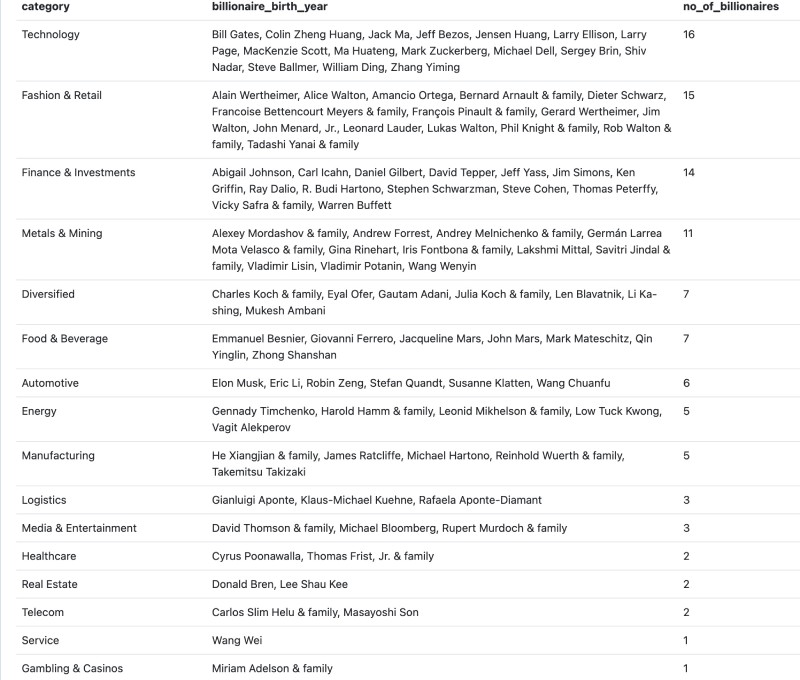 category billionaire_birth_year no_of_billionaires
Technology Bill Gates, Colin Zheng Huang, Jack Ma, Jeff Bezos, Jensen Huang, Larry Ellison, Larry 16
Page, MacKenzie Scott, Ma Huateng, Mark Zuckerberg, Michael Dell, Sergey Brin, Shiv
Nadar, Steve Ballmer, William Ding, Zhang Yiming
Fashion & Retail Alain Wertheimer, Alice Walton, Amancio Ortega, Bernard Arnault & family, Dieter Schwarz, 15
Francoise Bettencourt Meyers & family, François Pinault & family, Gerard Wertheimer, Jim
Walton, John Menard, Jr., Leonard Lauder, Lukas Walton, Phil Knight & family, Rob Walton &
family, Tadashi Yanai & family
Finance & Investments Abigail Johnson, Carl Icahn, Daniel Gilbert, David Tepper, Jeff Yass, Jim Simons, Ken 14
Griffin, Ray Dalio, R. Budi Hartono, Stephen Schwarzman, Steve Cohen, Thomas Peterffy,
Vicky Safra & family, Warren Buffett
Metals & Mining Alexey Mordashov & family, Andrew Forrest, Andrey Melnichenko & family, Germán Larrea 11
Mota Velasco & family, Gina Rinehart, Iris Fontbona & family, Lakshmi Mittal, Savitri Jindal &
family, Vladimir Lisin, Vladimir Potanin, Wang Wenyin
Diversified Charles Koch & family, Eyal Ofer, Gautam Adani, Julia Koch & family, Len Blavatnik, Li Ka- 7
shing, Mukesh Ambani
Food & Beverage Emmanuel Besnier, Giovanni Ferrero, Jacqueline Mars, John Mars, Mark Mateschitz, Qin 7
Yinglin, Zhong Shanshan
Automotive Elon Musk, Eric Li, Robin Zeng, Stefan Quandt, Susanne Klatten, Wang Chuanfu 6
Energy Gennady Timchenko, Harold Hamm & family, Leonid Mikhelson & family, Low Tuck Kwong, 5
Vagit Alekperov
Manufacturing He Xiangjian & family, James Ratcliffe, Michael Hartono, Reinhold Wuerth & family, 5
Takemitsu Takizaki
Logistics Gianluigi Aponte, Klaus-Michael Kuehne, Rafaela Aponte-Diamant 3
Media & Entertainment David Thomson & family, Michael Bloomberg, Rupert Murdoch & family 3
Healthcare Cyrus Poonawalla, Thomas Frist, Jr. & family 2
Real Estate Donald Bren, Lee Shau Kee 2
Telecom Carlos Slim Helu & family, Masayoshi Son 2
Service Wang Wei 1
Gambling & Casinos Miriam Adelson & family 1